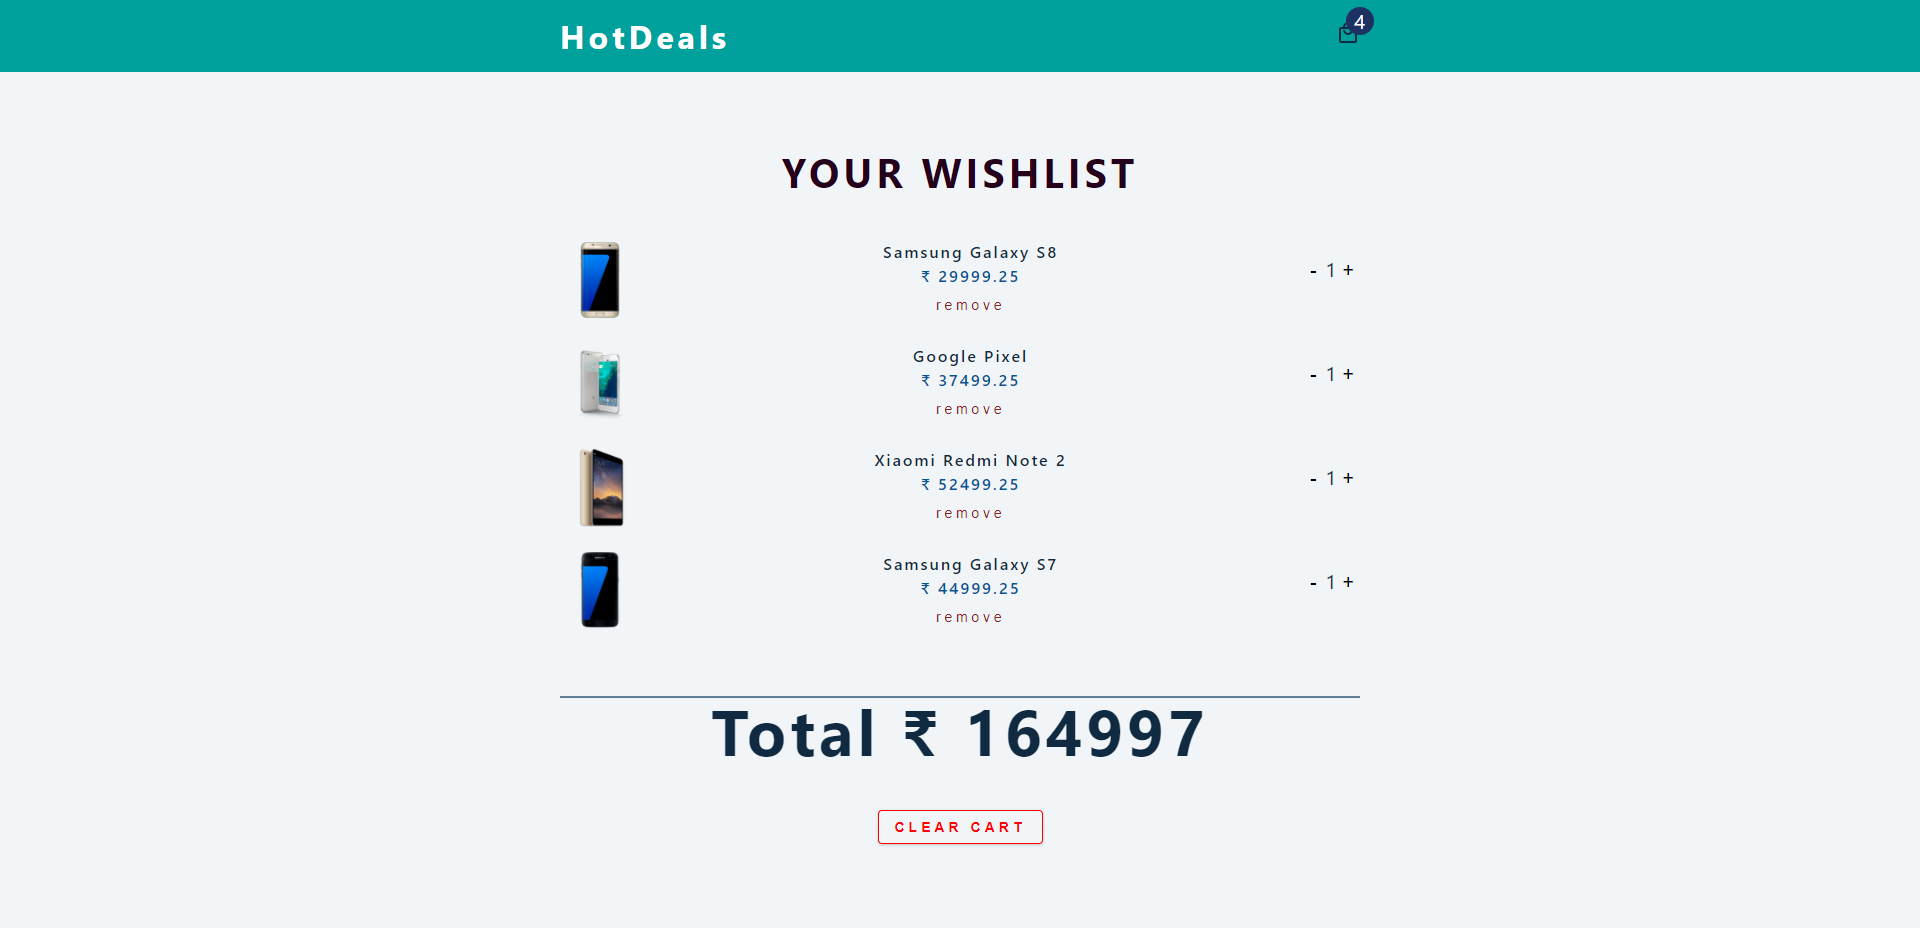 HotDeals
4
YOUR WISHLIST
Samsung Galaxy S8
₹ 29999.25
remove
- 1 +
Google Pixel
₹ 37499.25
remove
- 1 +
Xiaomi Redmi Note 2
₹ 52499.25
remove
- 1 +
Samsung Galaxy S7
₹ 44999.25
remove
- 1 +
Total ₹ 164997
CLEAR CART